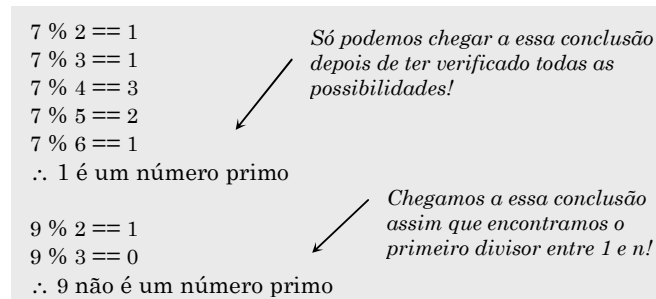 7 % 2 == 1
7 % 3 == 1
7 % 4 == 3
7 % 5 == 2
7 % 6 == 1
∴ 1 é um número primo
Só podemos chegar a essa conclusão
depois de ter verificado todas as
possibilidades!
9 % 2 == 1
9 % 3 == 0
∴ 9 não é um número primo
Chegamos a essa conclusão
assim que encontramos o
primeiro divisor entre 1 e n!